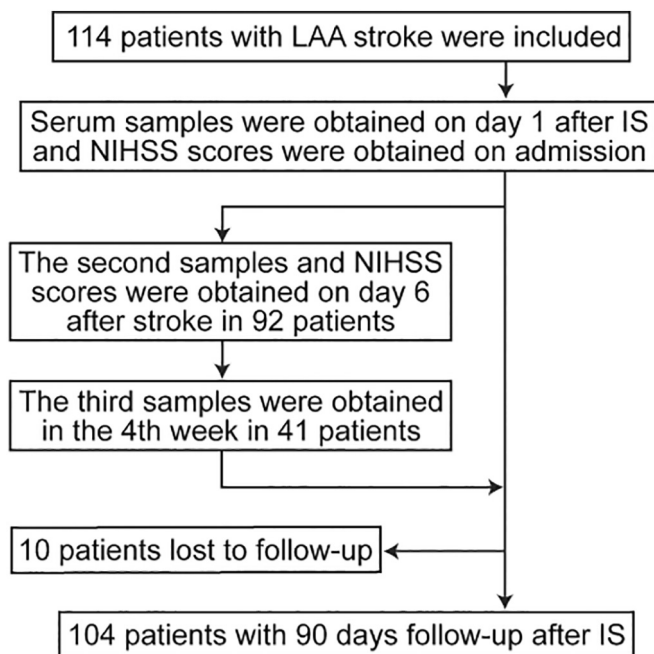 114 patients with LAA stroke were included
Serum samples were obtained on day 1 after IS
and NIHSS scores were obtained on admission
The second samples and NIHSS
scores were obtained on day 6
after stroke in 92 patients
The third samples were obtained
in the 4th week in 41 patients
10 patients lost to follow-up
104 patients with 90 days follow-up after IS